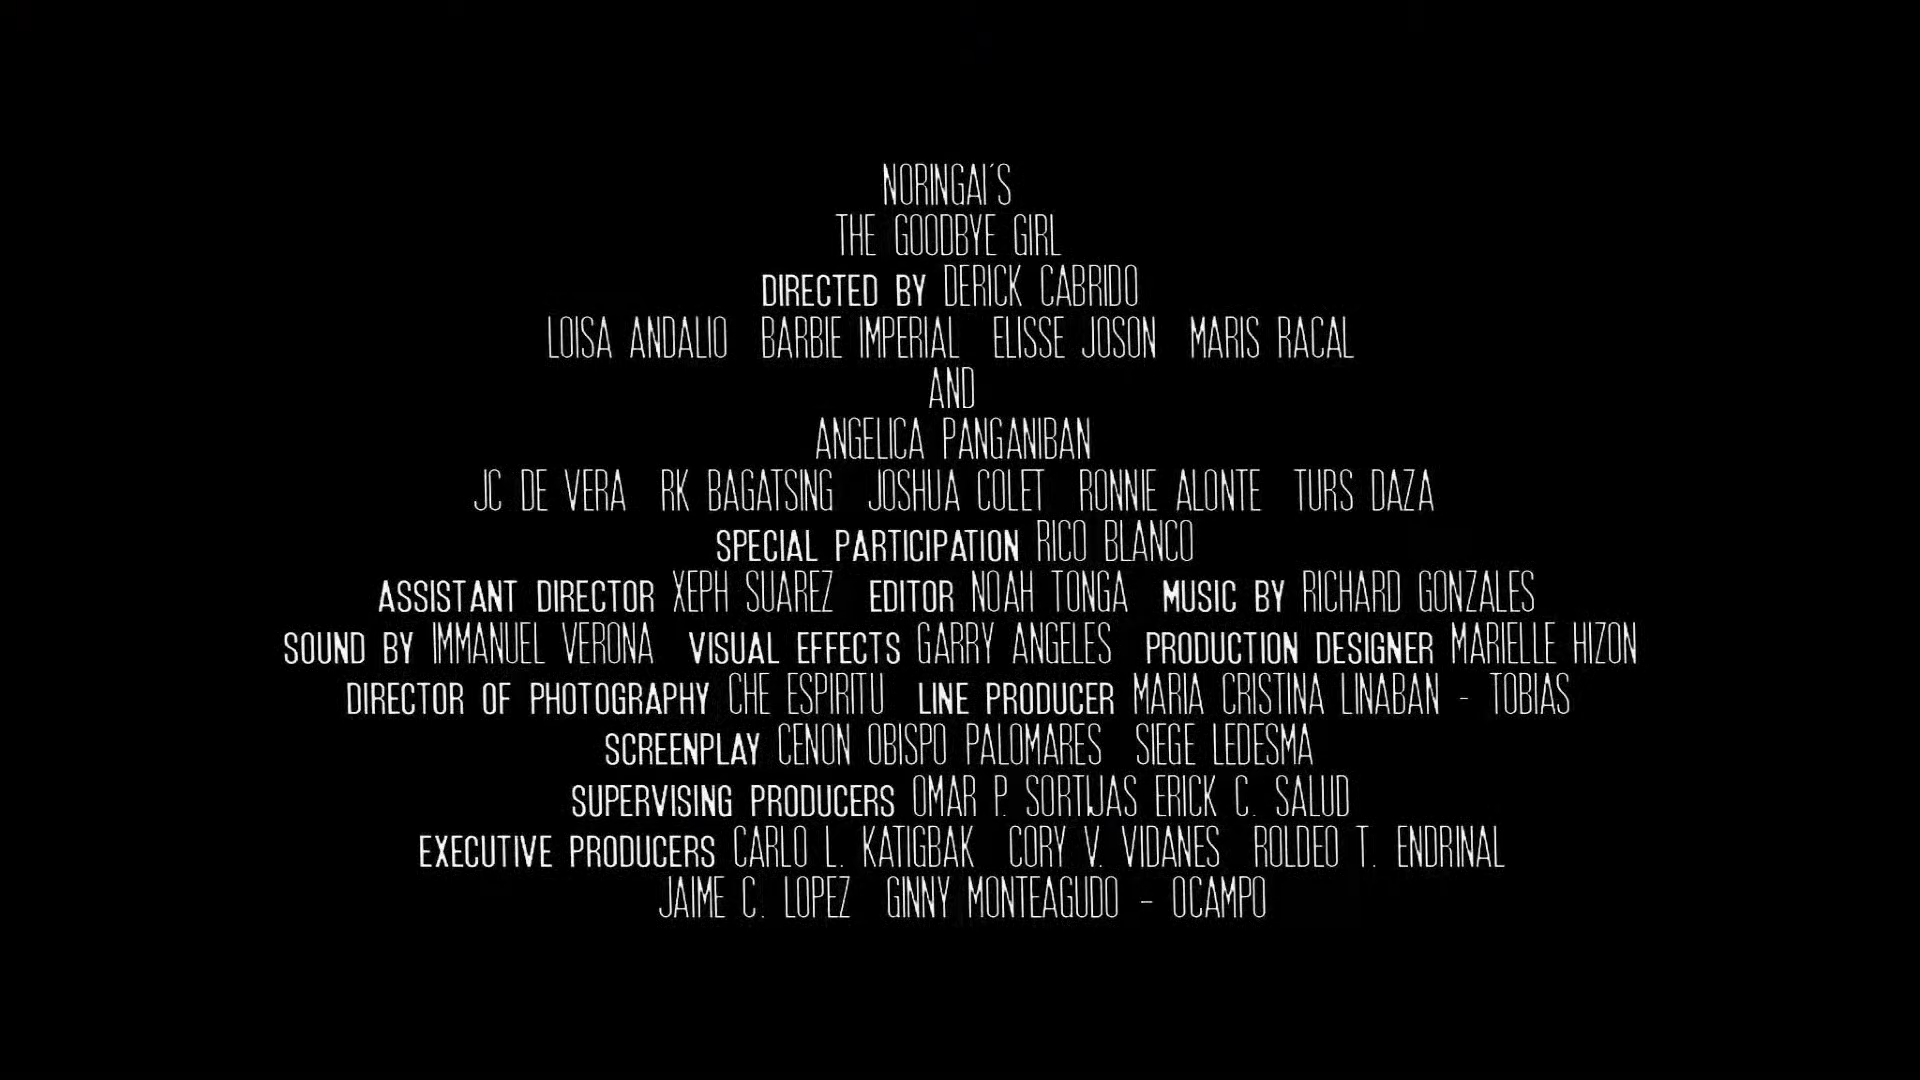 NORINGAI'S
THE GOODBYE GIRL
DIRECTED BY DERICK CABRIDO
LOISA ANDALIO BARBIE IMPERIAL ELISSE JOSON MARIS RACAL
AND
ANGELICA PANGANIBAN
JC DE VERA RK BAGATSING JOSHUA COLET RONNIE ALONTE TURS DAZA
SPECIAL PARTICIPATION RICO BLANCO
ASSISTANT DIRECTOR XEPH SUAREZ EDITOR NOAH TONGA MUSIC BY RICHARD GONZALES
SOUND BY IMMANUEL VERONA VISUAL EFFECTS GARRY ANGELES PRODUCTION DESIGNER MARIELLE HIZON
DIRECTOR OF PHOTOGRAPHY CHE ESPIRITU LINE PRODUCER MARIA CRISTINA LINABAN - TOBIAS
SCREENPLAY CENON OBISPO PALOMARES SIEGE LEDESMA
SUPERVISING PRODUCERS OMAR P. SORTIJAS ERICK C. SALUD
EXECUTIVE PRODUCERS CARLO L. KATIGBAK CORY V. VIDANES ROLDEO T. ENDRINAL
JAIME C. LOPEZ GINNY MONTEAGUDO - OCAMPO